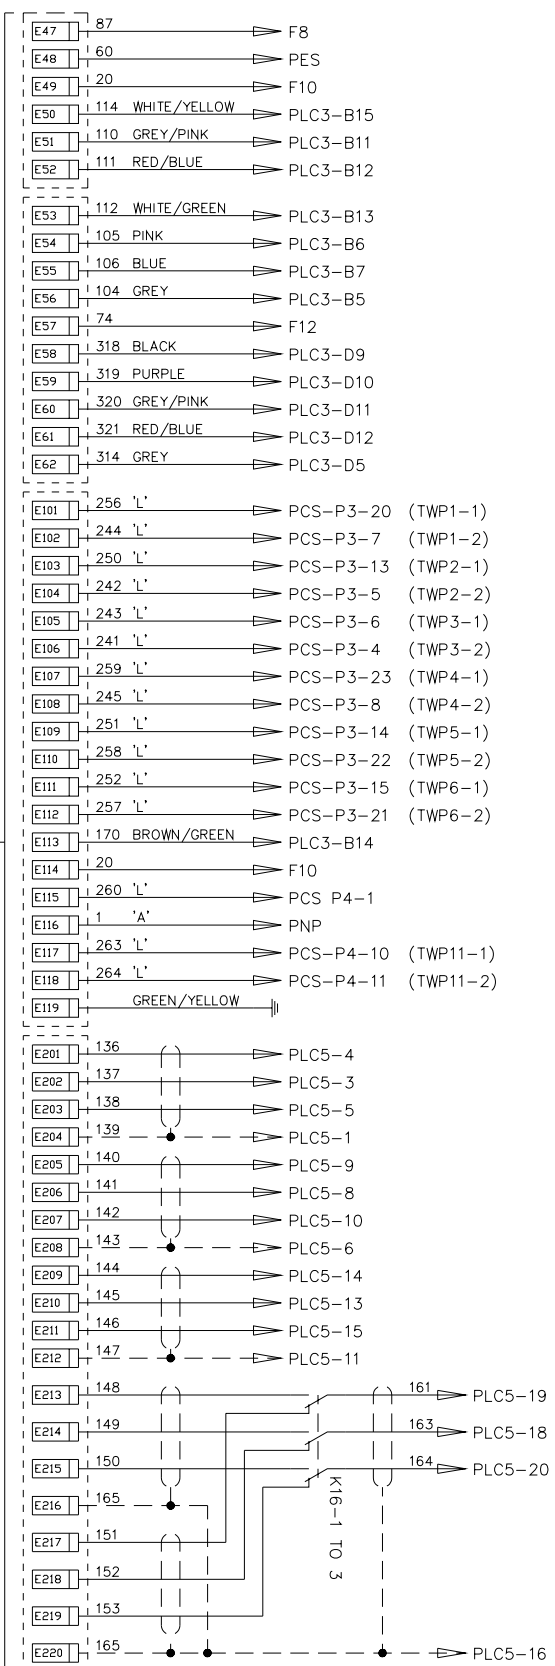 E47 87 F8
E48 60 PES
E49 20 F10
E50 114 WHITE/YELLOW PLC3-B15
E51 110 GREY/PINK PLC3-B11
E52 111 RED/BLUE PLC3-B12
E53 112 WHITE/GREEN PLC3-B13
E54 105 PINK PLC3-B6
E55 106 BLUE PLC3-B7
E56 104 GREY PLC3-B5
E57 74 F12
E58 318 BLACK PLC3-D9
E59 319 PURPLE PLC3-D10
E60 320 GREY/PINK PLC3-D11
E61 321 RED/BLUE PLC3-D12
E62 314 GREY PLC3-D5
E101 256 'L' PCS-P3-20 (TWP1-1)
E102 244 'L' PCS-P3-7 (TWP1-2)
E103 250 'L' PCS-P3-13 (TWP2-1)
E104 242 'L' PCS-P3-5 (TWP2-2)
E105 243 'L' PCS-P3-6 (TWP3-1)
E106 241 'L' PCS-P3-4 (TWP3-2)
E107 259 'L' PCS-P3-23 (TWP4-1)
E108 245 'L' PCS-P3-8 (TWP4-2)
E109 251 'L' PCS-P3-14 (TWP5-1)
E110 258 'L' PCS-P3-22 (TWP5-2)
E111 252 'L' PCS-P3-15 (TWP6-1)
E112 257 'L' PCS-P3-21 (TWP6-2)
E113 170 BROWN/GREEN PLC3-B14
E114 20 F10
E115 260 'L' PCS P4-1
E116 1 'A' PNP
E117 263 'L' PCS-P4-10 (TWP11-1)
E118 264 'L' PCS-P4-11 (TWP11-2)
E119 GREEN/YELLOW
E201 136 PLC5-4
E202 137 PLC5-3
E203 138 PLC5-5
E204 139 PLC5-1
E205 140 PLC5-9
E206 141 PLC5-8
E207 142 PLC5-10
E208 143 PLC5-6
E209 144 PLC5-14
E210 145 PLC5-13
E211 146 PLC5-15
E212 147 PLC5-11
E213 148 161 PLC5-19
E214 149 163 PLC5-18
E215 150 164 PLC5-20
K16-1 TO 3
E216 165
E217 151
E218 152
E219 153
E220 165 PLC5-16